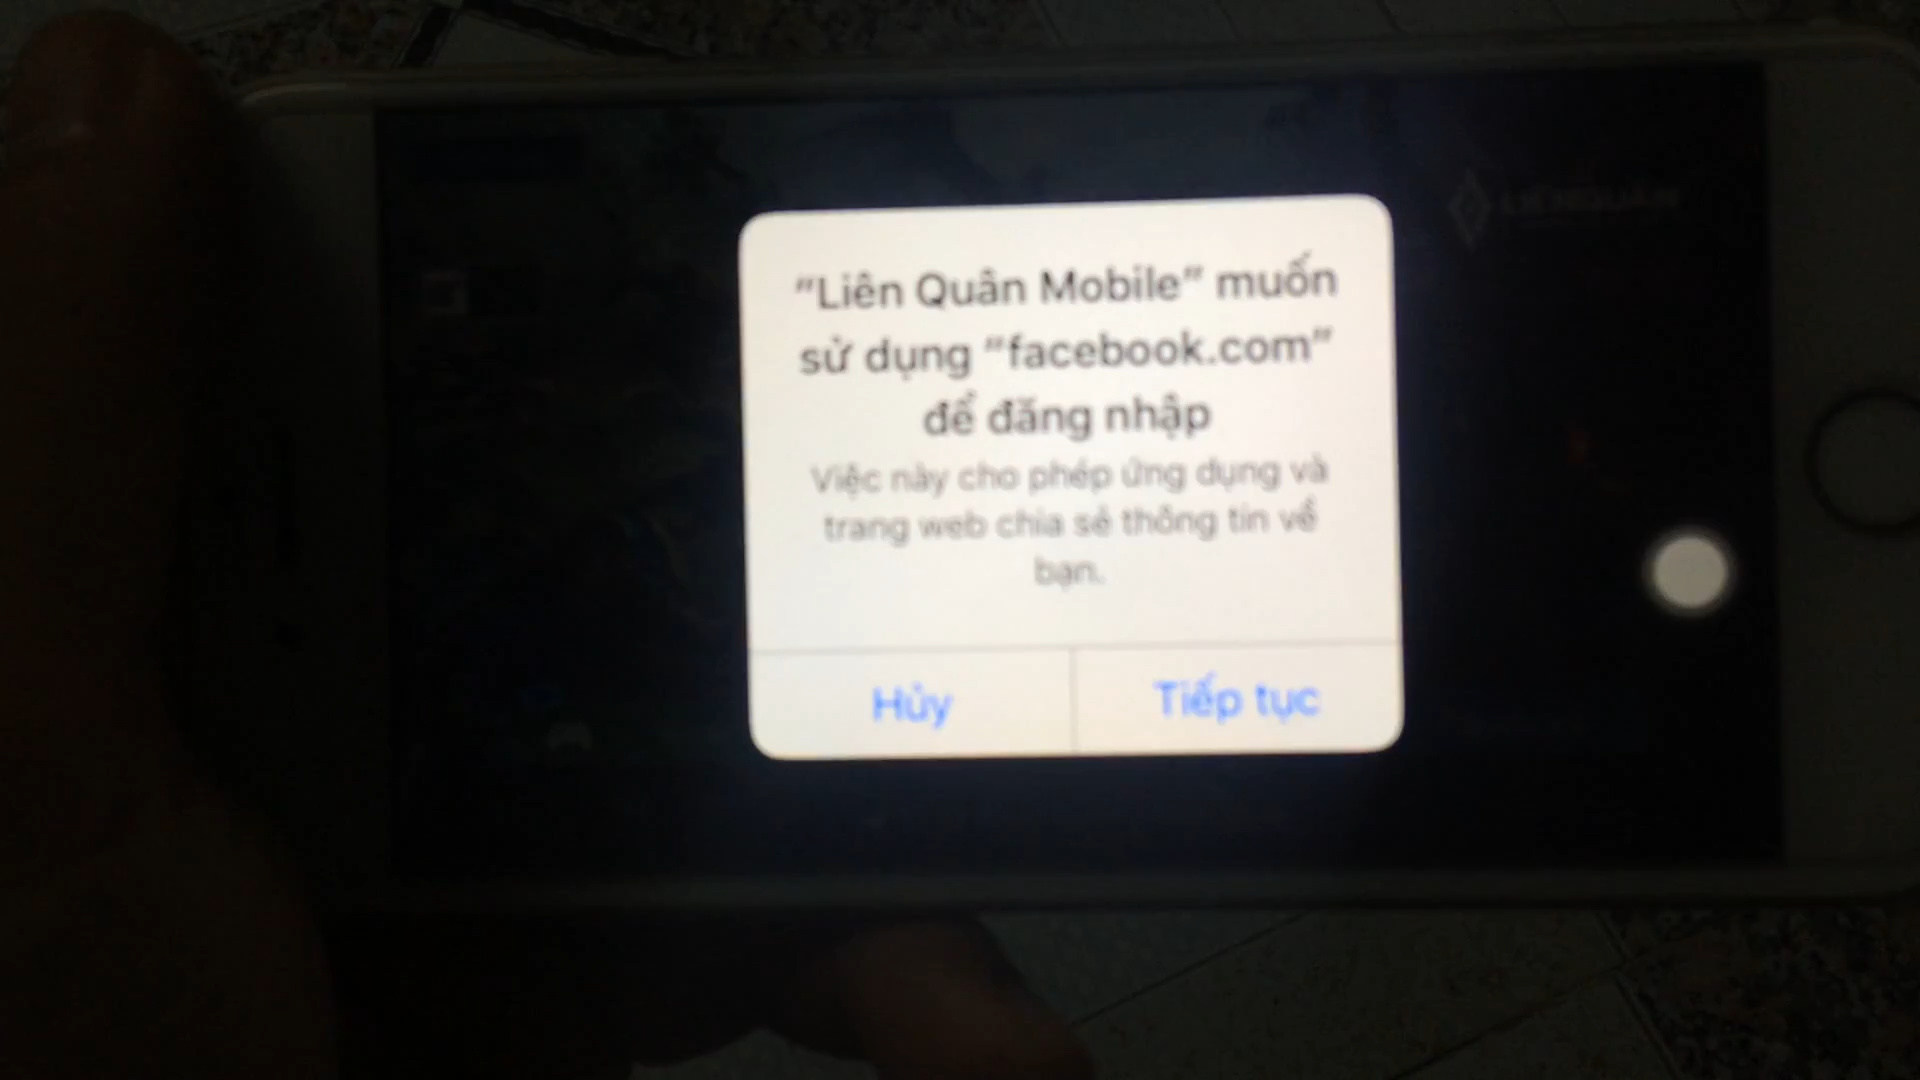 "Liên Quân Mobile" muốn
sử dụng "facebook.com"
để đăng nhập
Việc này cho phép ứng dụng và
trang web chia sẻ thông tin về
bạn.
Hủy
Tiếp tục